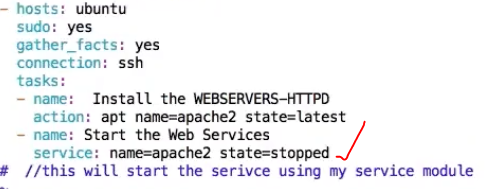 - hosts: ubuntu
  sudo: yes
  gather_facts: yes
  connection: ssh
  tasks:
  - name:  Install the WEBSERVERS-HTTPD
    action: apt name=apache2 state=latest
  - name: Start the Web Services
    service: name=apache2 state=stopped
#  //this will start the serivce using my service module